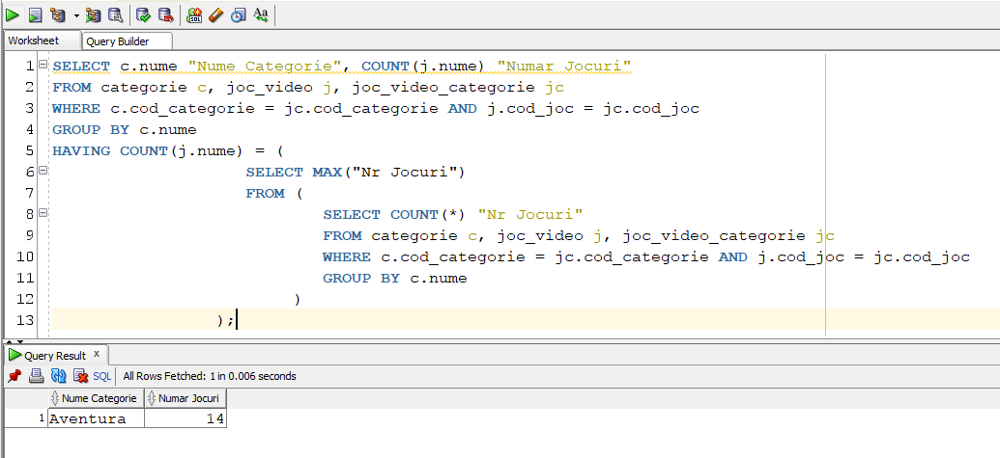 Worksheet Query Builder
1 SELECT c.nume "Nume Categorie", COUNT(j.nume) "Numar Jocuri"
2 FROM categorie c, joc_video j, joc_video_categorie jc
3 WHERE c.cod_categorie = jc.cod_categorie AND j.cod_joc = jc.cod_joc
4 GROUP BY c.nume
5 HAVING COUNT(j.nume) = (
6 SELECT MAX("Nr Jocuri")
7 FROM (
8 SELECT COUNT(*) "Nr Jocuri"
9 FROM categorie c, joc_video j, joc_video_categorie jc
10 WHERE c.cod_categorie = jc.cod_categorie AND j.cod_joc = jc.cod_joc
11 GROUP BY c.nume
12 )
13 );
Query Result x
SQL All Rows Fetched: 1 in 0.006 seconds
Nume Categorie Numar Jocuri
1 Aventura 14